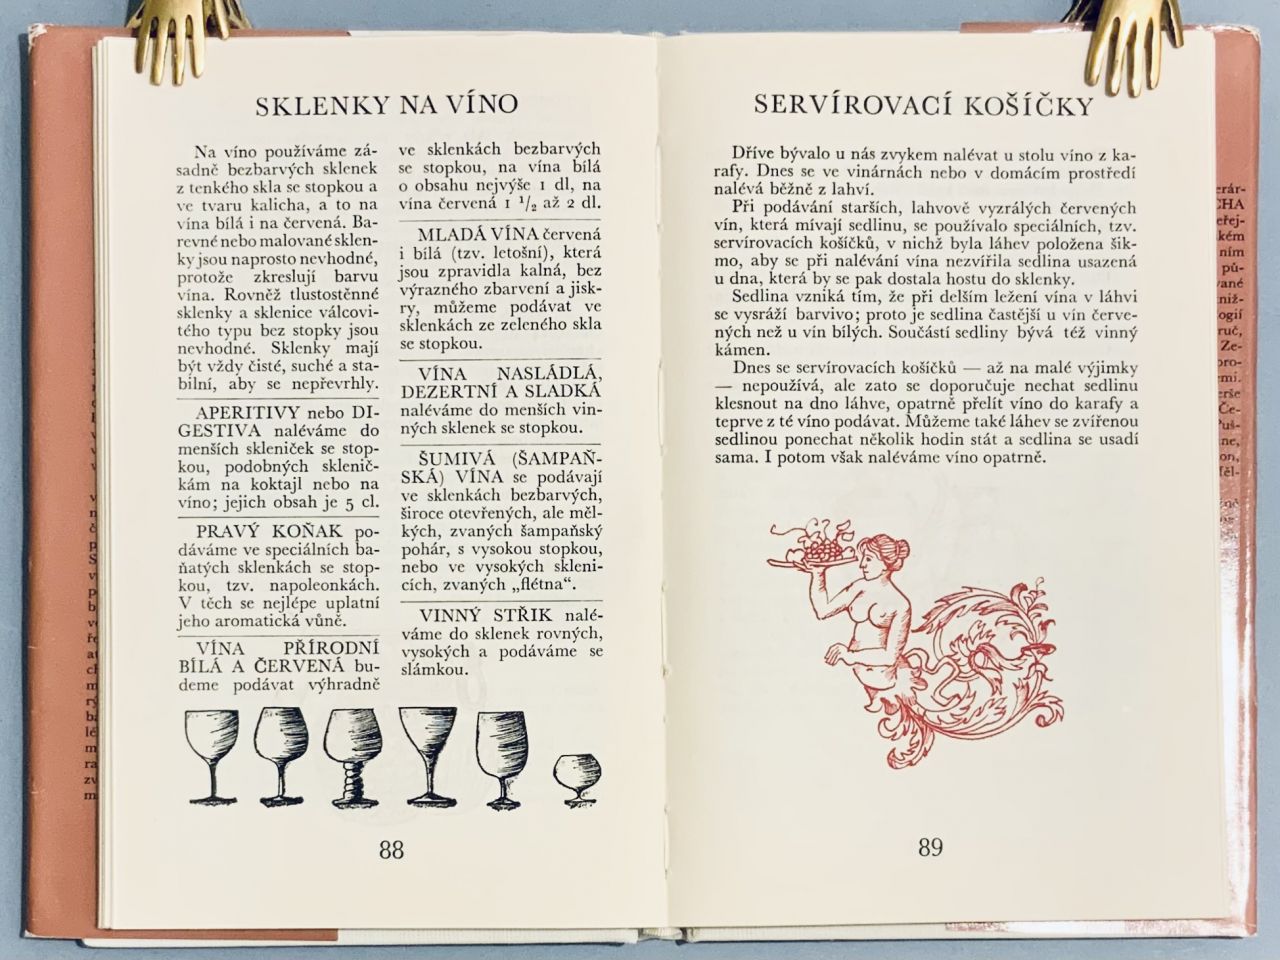 SKLENKY NA VÍNO
Na víno používáme zá-
sadně bezbarvých sklenek
z tenkého skla se stopkou a
ve tvaru kalicha, a to na
vína bílá i na červená. Ba-
revné nebo malované sklen-
ky jsou naprosto nevhodné,
protože zkreslují barvu
vína. Rovněž tlustostěnné
sklenky a sklenice válcovi-
tého typu bez stopky jsou
nevhodné. Sklenky mají
být vždy čisté, suché a sta-
bilní, aby se nepřevrhly.
APERITIVY nebo DI-
GESTIVA naléváme do
menších skleniček se stop-
kou, podobných sklenič-
kám na koktajl nebo na
víno; jejich obsah je 5 cl.
PRAVÝ KOŇAK po-
dáváme ve speciálních ba-
ňatých sklenkách se stop-
kou, tzv. napoleonkách.
V těch se nejlépe uplatní
jeho aromatická vůně.
VÍNA PŘÍRODNÍ
BÍLÁ A ČERVENÁ bu-
deme podávat výhradně
ve sklenkách bezbarvých
se stopkou, na vína bílá
o obsahu nejvýše 1 dl, na
vína červená 1 1/2 až 2 dl.
MLADÁ VÍNA červená
i bílá (tzv. letošní), která
jsou zpravidla kalná, bez
výrazného zbarvení a jisk-
ry, můžeme podávat ve
sklenkách ze zeleného skla
se stopkou.
VÍNA NASLÁDLÁ,
DEZERTNÍ A SLADKÁ
naléváme do menších vin-
ných sklenek se stopkou.
ŠUMIVÁ (ŠAMPAŇ-
SKÁ) VÍNA se podávají
ve sklenkách bezbarvých,
široce otevřených, ale měl-
kých, zvaných šampaňský
pohár, s vysokou stopkou,
nebo ve vysokých skleni-
cích, zvaných „flétna“.
VINNÝ STŘIK nalé-
váme do sklenek rovných,
vysokých a podáváme se
slámkou.
88
SERVÍROVACÍ KOŠÍČKY
Dříve bývalo u nás zvykem nalévat u stolu víno z ka-
rafy. Dnes se ve vinárnách nebo v domácím prostředí
nalévá běžně z lahví.
Při podávání starších, lahvově vyzrálých červených
vín, která mívají sedlinu, se používalo speciálních, tzv.
servírovacích košíčků, v nichž byla láhev položena šik-
mo, aby se při nalévání vína nezvířila sedlina usazená
u dna, která by se pak dostala hostu do sklenky.
Sedlina vzniká tím, že při delším ležení vína v láhvi
se vysráží barvivo; proto je sedlina častější u vín červe-
ných než u vín bílých. Součástí sedliny bývá též vinný
kámen.
Dnes se servírovacích košíčků — až na malé výjimky
— nepoužívá, ale zato se doporučuje nechat sedlinu
klesnout na dno láhve, opatrně přelít víno do karafy a
teprve z té víno podávat. Můžeme také láhev se zvířenou
sedlinou ponechat několik hodin stát a sedlina se usadí
sama. I potom však naléváme víno opatrně.
89